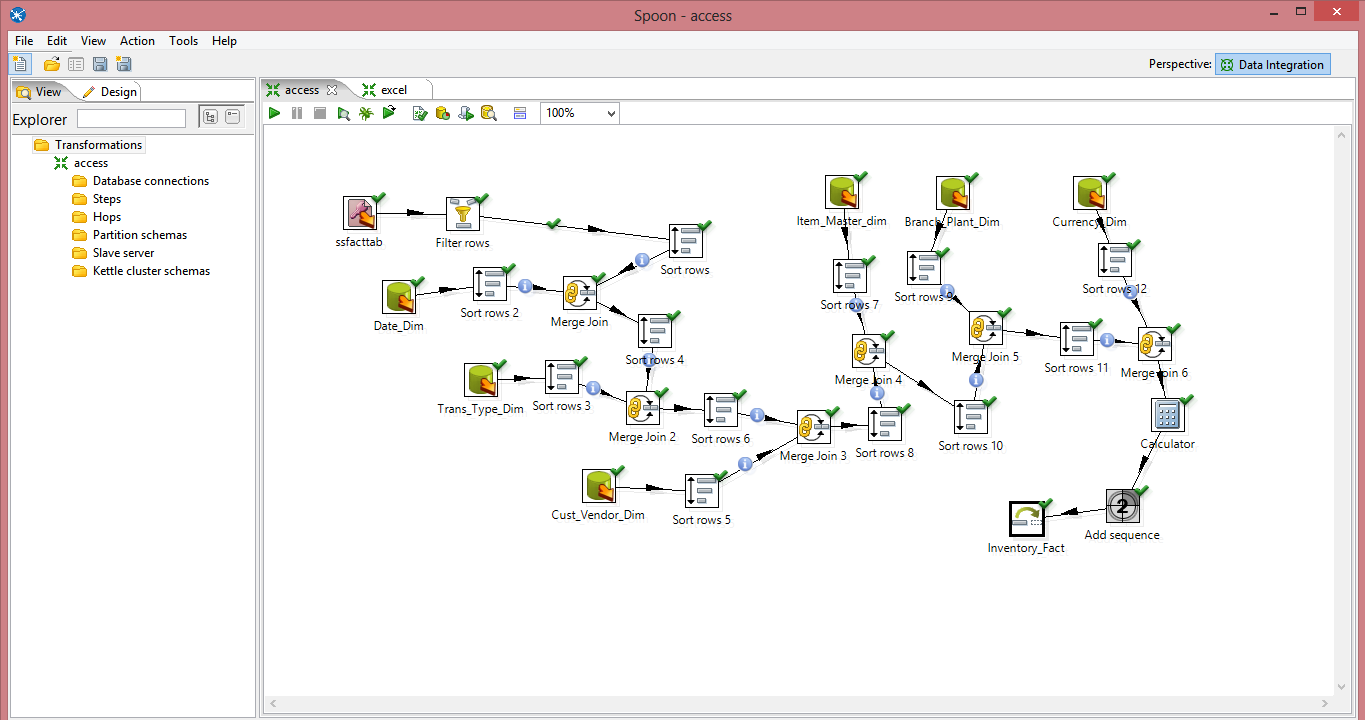 Spoon - access
File Edit View Action Tools Help
Perspective: Data Integration
View Design
access excel
Explorer
100%
Transformations
access
Database connections
Steps
Hops
Partition schemas
Slave server
Kettle cluster schemas
ssfacttab
Filter rows
Sort rows
Date_Dim
Sort rows 2
Merge Join
Sort rows 4
Trans_Type_Dim
Sort rows 3
Merge Join 2
Sort rows 6
Merge Join 3
Sort rows 8
Cust_Vendor_Dim
Sort rows 5
Item_Master_dim
Branch_Plant_Dim
Currency_Dim
Sort rows 7
Sort rows 9
Sort rows 12
Merge Join 4
Merge Join 5
Sort rows 11
Merge Join 6
Sort rows 10
Calculator
2
Add sequence
Inventory_Fact